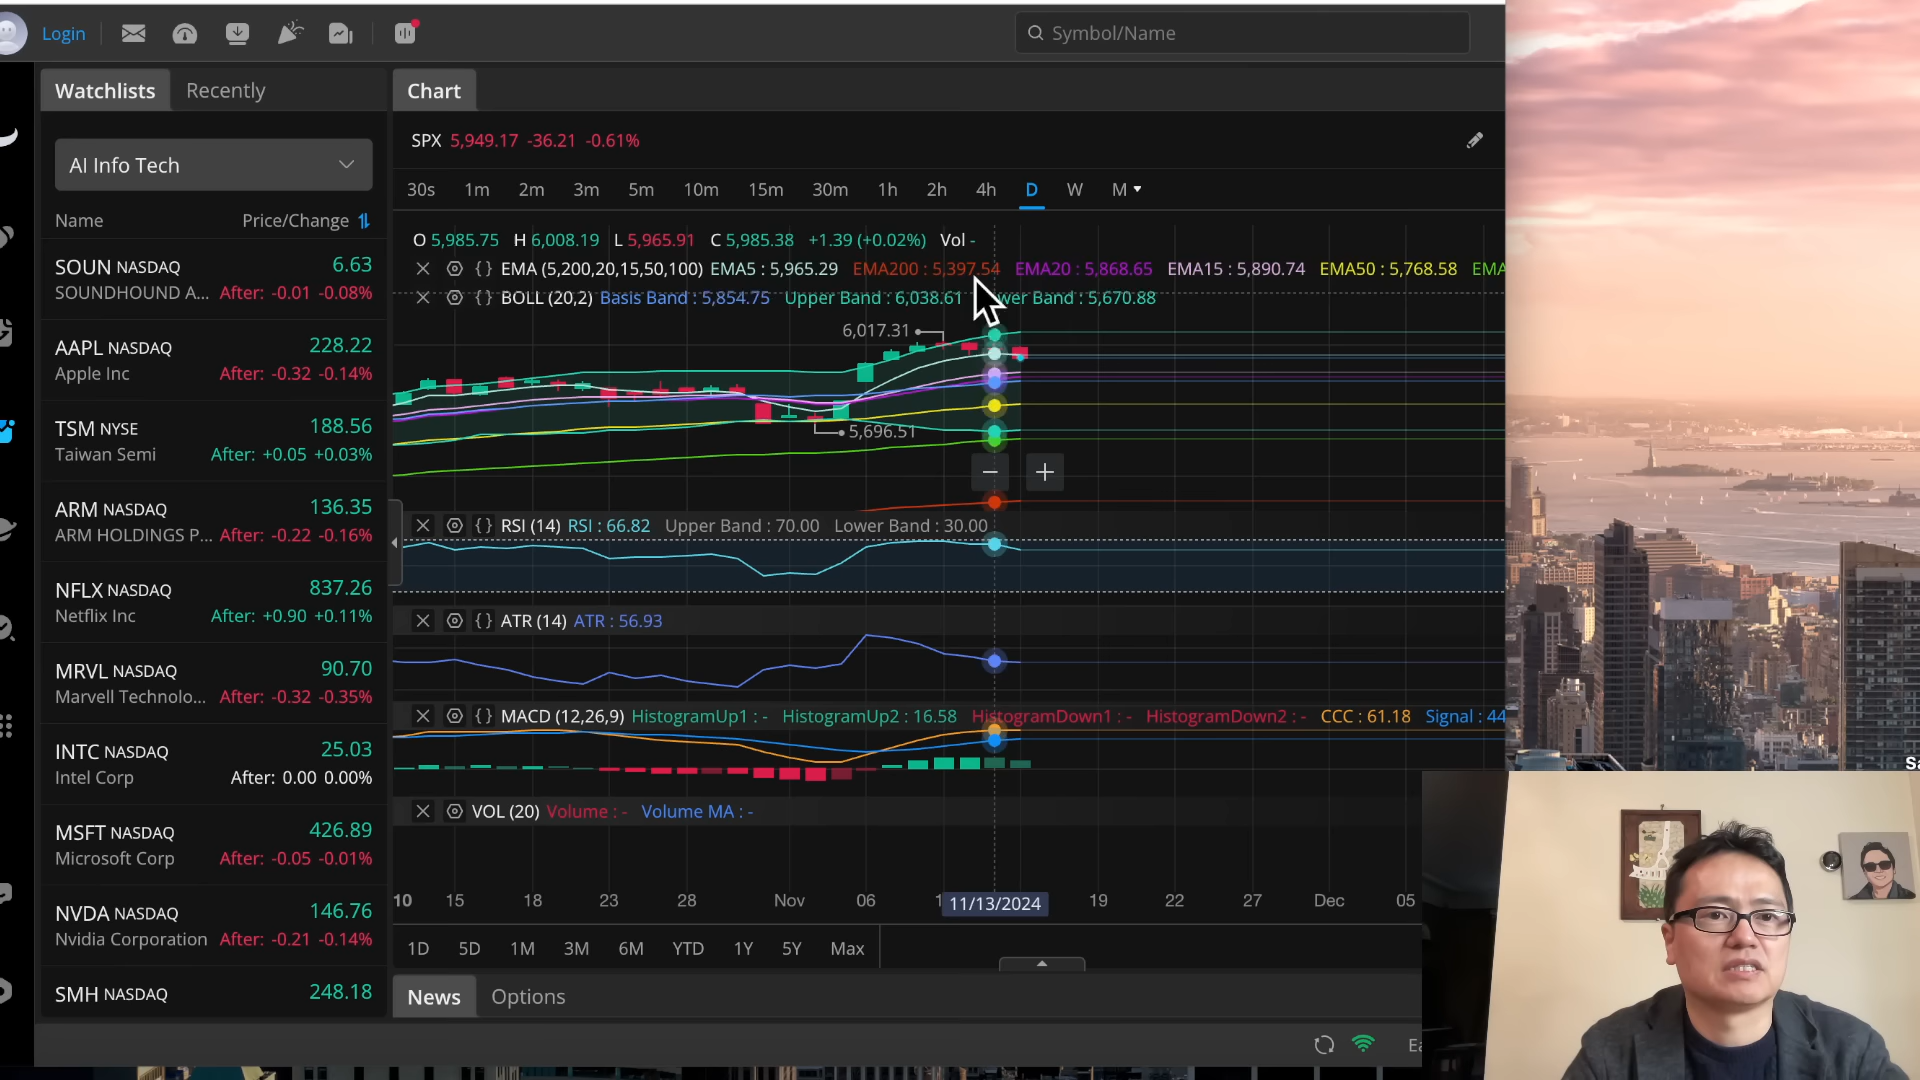 Login
Symbol/Name
Watchlists Recently
AI Info Tech
Name Price/Change
SOUN NASDAQ 6.63
SOUNDHOUND A... After: -0.01 -0.08%
AAPL NASDAQ 228.22
Apple Inc After: -0.32 -0.14%
TSM NYSE 188.56
Taiwan Semi After: +0.05 +0.03%
ARM NASDAQ 136.35
ARM HOLDINGS P... After: -0.22 -0.16%
NFLX NASDAQ 837.26
Netflix Inc After: +0.90 +0.11%
MRVL NASDAQ 90.70
Marvell Technolo... After: -0.32 -0.35%
INTC NASDAQ 25.03
Intel Corp After: 0.00 0.00%
MSFT NASDAQ 426.89
Microsoft Corp After: -0.05 -0.01%
NVDA NASDAQ 146.76
Nvidia Corporation After: -0.21 -0.14%
SMH NASDAQ 248.18
Chart
SPX 5,949.17 -36.21 -0.61%
30s 1m 2m 3m 5m 10m 15m 30m 1h 2h 4h D W M
O 5,985.75 H 6,008.19 L 5,965.91 C 5,985.38 +1.39 (+0.02%) Vol -
{} EMA (5,200,20,15,50,100) EMA5 : 5,965.29 EMA200 : 5,397.54 EMA20 : 5,868.65 EMA15 : 5,890.74 EMA50 : 5,768.58 EMA
{} BOLL (20,2) Basis Band : 5,854.75 Upper Band : 6,038.61 wer Band : 5,670.88
6,017.31
5,696.51
− +
{} RSI (14) RSI : 66.82 Upper Band : 70.00 Lower Band : 30.00
{} ATR (14) ATR : 56.93
{} MACD (12,26,9) HistogramUp1 : - HistogramUp2 : 16.58 HistogramDown1 : - HistogramDown2 : - CCC : 61.18 Signal : 44
VOL (20) Volume : - Volume MA : -
10 15 18 23 28 Nov 06 1 11/13/2024 19 22 27 Dec 05
1D 5D 1M 3M 6M YTD 1Y 5Y Max
News Options